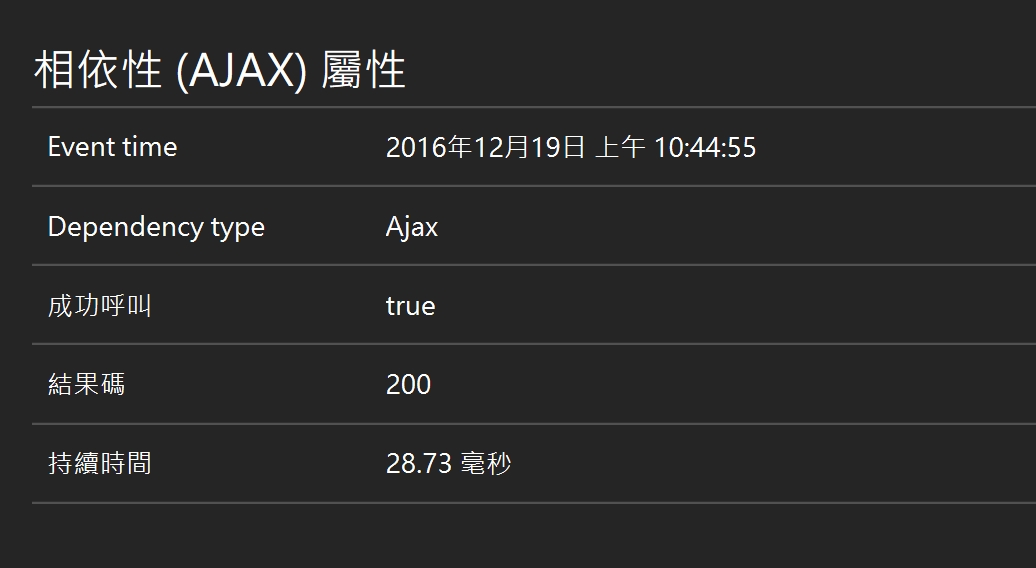 相依性 (AJAX) 屬性
Event time 2016年12月19日 上午 10:44:55
Dependency type Ajax
成功呼叫 true
結果碼 200
持續時間 28.73 毫秒